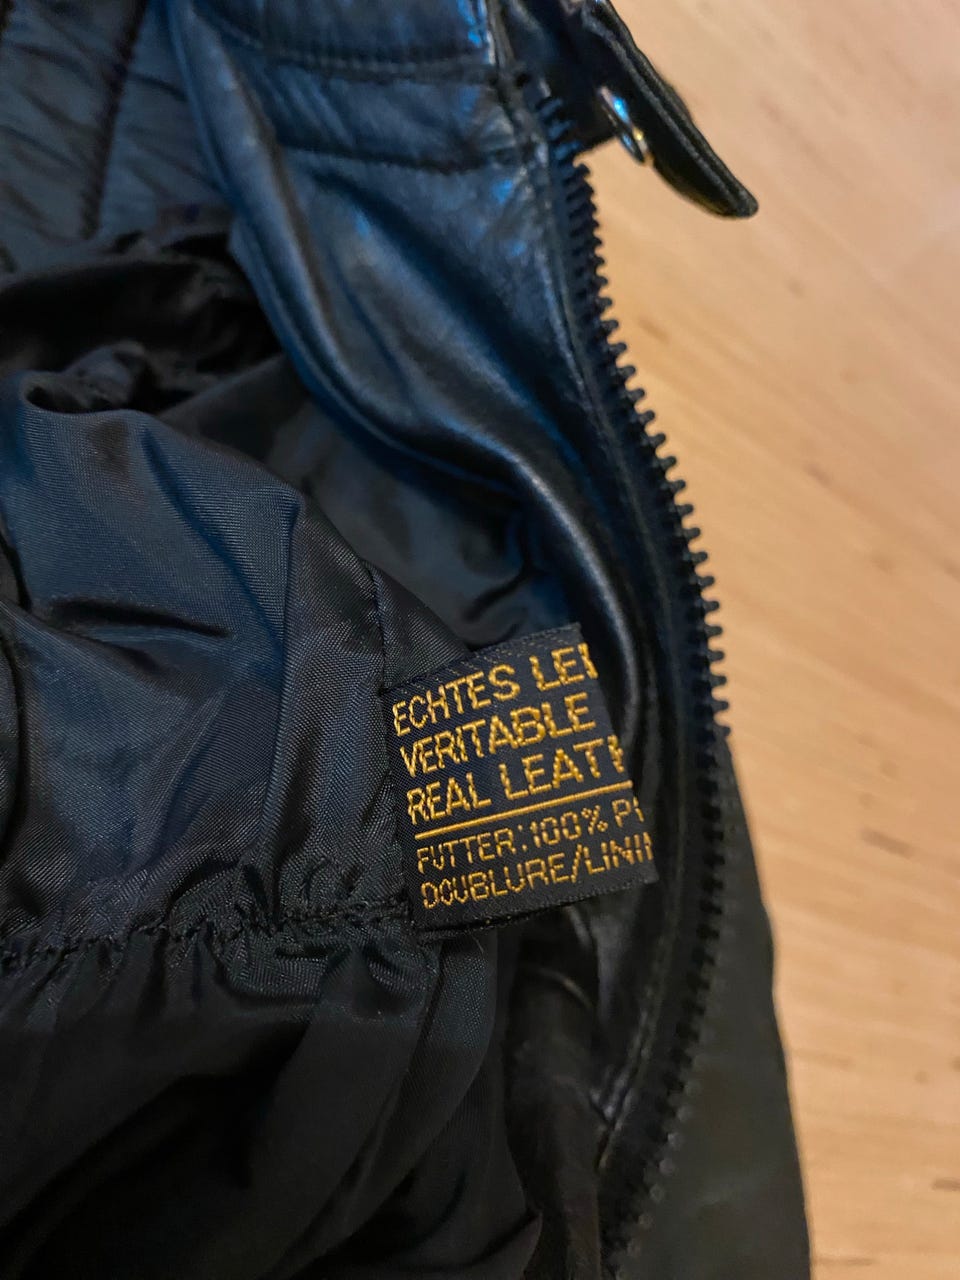 ECHTES LE
VERITABLE
REAL LEAT
FUTTER:100% P
DOUBLURE/LINI